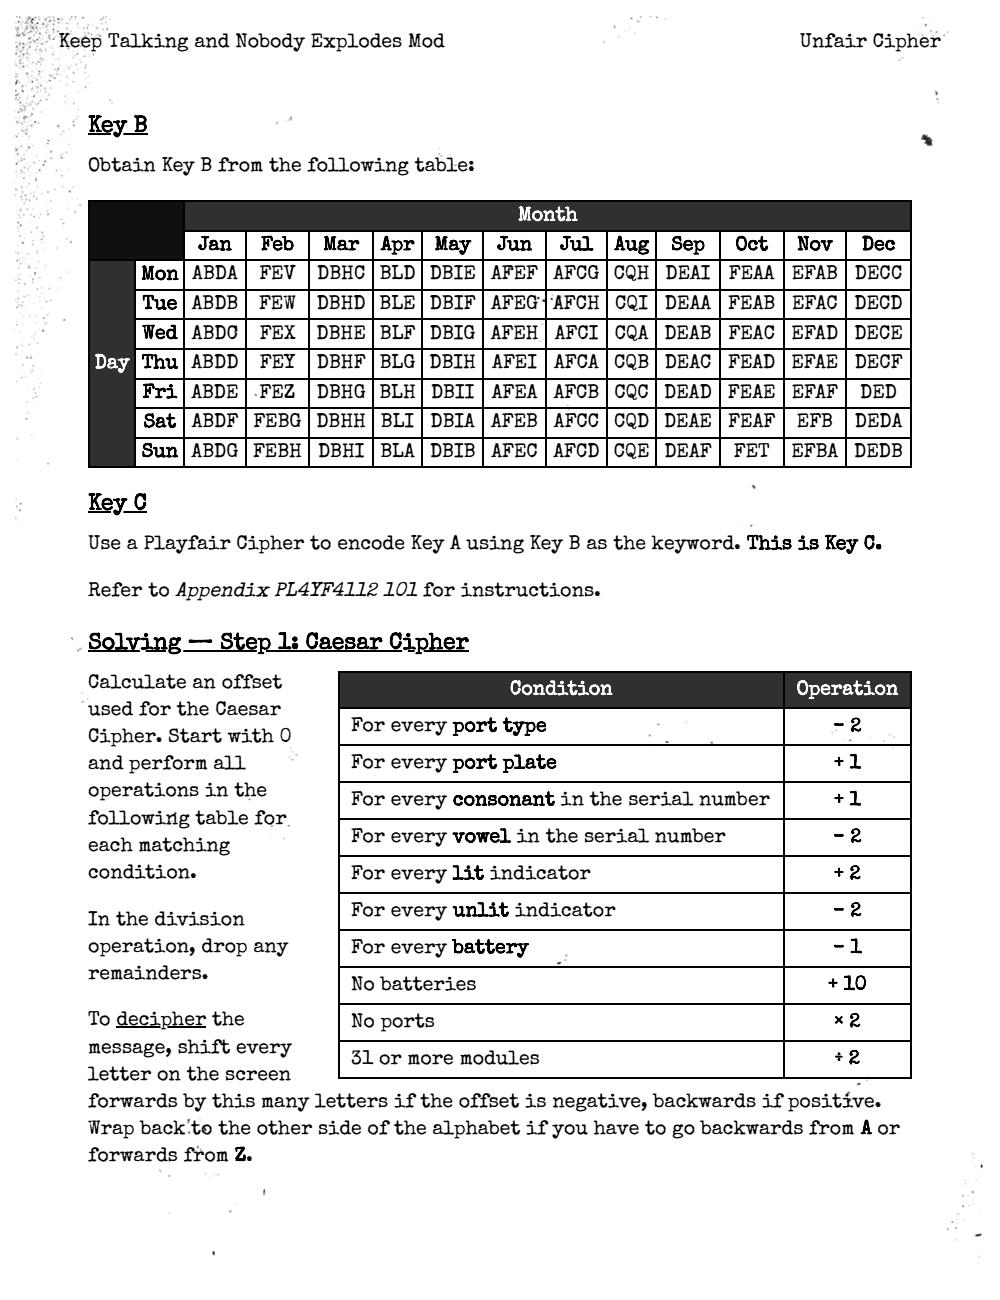 Keep Talking and Nobody Explodes Mod Unfair Cipher
Key B
Obtain Key B from the following table:
Month
Jan Feb Mar Apr May Jun Jul Aug Sep Oct Nov Dec
Mon ABDA FEV DBHC BLD DBIE AFEF AFCG CQH DEAI FEAA EFAB DECC
Tue ABDB FEW DBHD BLE DBIF AFEG AFCH CQI DEAA FEAB EFAC DECD
Wed ABDC FEX DBHE BLF DBIG AFEH AFCI CQA DEAB FEAC EFAD DECE
Day Thu ABDD FEY DBHF BLG DBIH AFEI AFCA CQB DEAC FEAD EFAE DECF
Fri ABDE FEZ DBHG BLH DBII AFEA AFCB CQC DEAD FEAE EFAF DED
Sat ABDF FEBG DBHH BLI DBIA AFEB AFCC CQD DEAE FEAF EFB DEDA
Sun ABDG FEBH DBHI BLA DBIB AFEC AFCD CQE DEAF FET EFBA DEDB
Key C
Use a Playfair Cipher to encode Key A using Key B as the keyword. This is Key C.
Refer to Appendix PL4YF4112 101 for instructions.
Solving — Step 1: Caesar Cipher
Calculate an offset
used for the Caesar
Cipher. Start with 0
and perform all
operations in the
following table for
each matching
condition.
In the division
operation, drop any
remainders.
To decipher the
message, shift every
letter on the screen
Condition Operation
For every port type − 2
For every port plate + 1
For every consonant in the serial number + 1
For every vowel in the serial number − 2
For every lit indicator + 2
For every unlit indicator − 2
For every battery − 1
No batteries + 10
No ports × 2
31 or more modules ÷ 2
forwards by this many letters if the offset is negative, backwards if positive.
Wrap back to the other side of the alphabet if you have to go backwards from A or
forwards from Z.